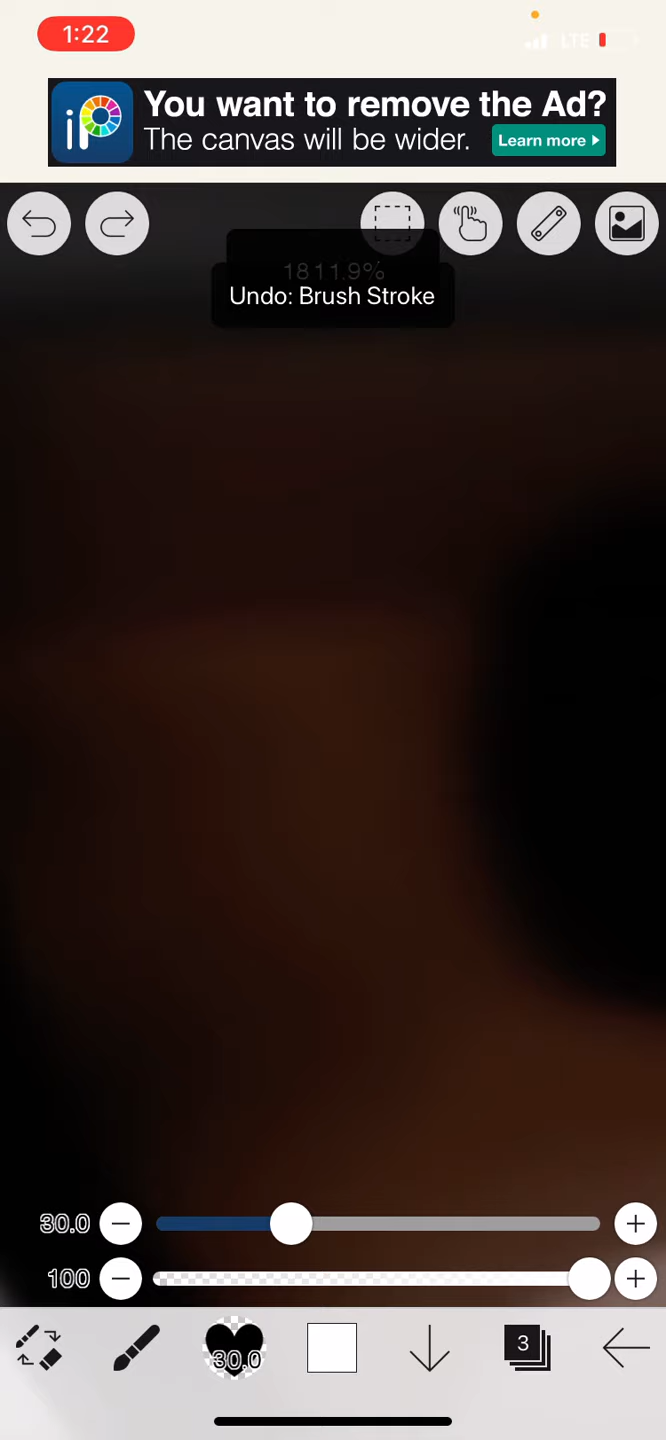 1:22
LTE
iP
You want to remove the Ad?
The canvas will be wider.
Learn more
1811.9%
Undo: Brush Stroke
30.0
100
30.0
3